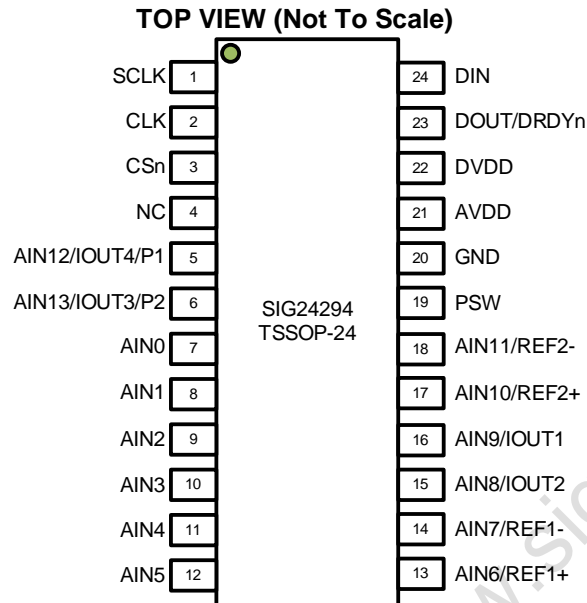 TOP VIEW (Not To Scale)
SCLK 1
CLK 2
CSn 3
NC 4
AIN12/IOUT4/P1 5
AIN13/IOUT3/P2 6
AIN0 7
AIN1 8
AIN2 9
AIN3 10
AIN4 11
AIN5 12
SIG24294
TSSOP-24
24 DIN
23 DOUT/DRDYn
22 DVDD
21 AVDD
20 GND
19 PSW
18 AIN11/REF2-
17 AIN10/REF2+
16 AIN9/IOUT1
15 AIN8/IOUT2
14 AIN7/REF1-
13 AIN6/REF1+